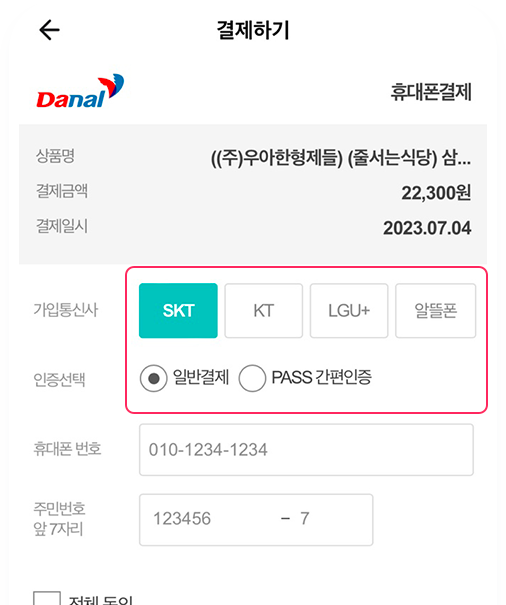 결제하기
Danal
휴대폰결제
상품명 ((주)우아한형제들) (줄서는식당) 삼...
결제금액 22,300원
결제일시 2023.07.04
가입통신사 SKT KT LGU+ 알뜰폰
인증선택 일반결제 PASS 간편인증
휴대폰 번호 010-1234-1234
주민번호
앞 7자리 123456 - 7
전체 동의